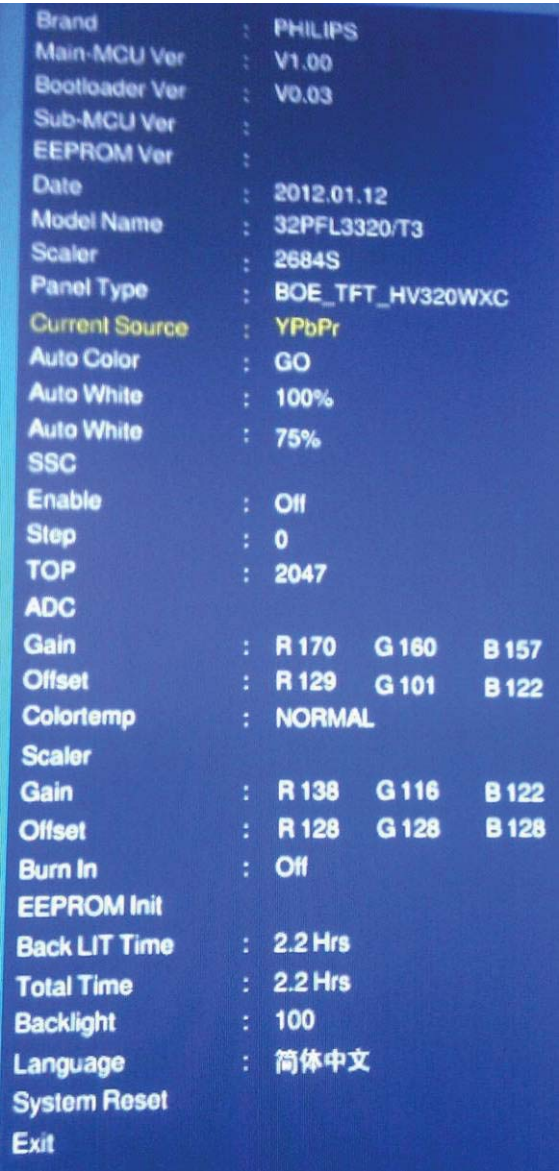 Brand : PHILIPS
Main-MCU Ver : V1.00
Bootloader Ver : V0.03
Sub-MCU Ver :
EEPROM Ver :
Date : 2012.01.12
Model Name : 32PFL3320/T3
Scaler : 2684S
Panel Type : BOE_TFT_HV320WXC
Current Source : YPbPr
Auto Color : GO
Auto White : 100%
Auto White : 75%
SSC
Enable : Off
Step : 0
TOP : 2047
ADC
Gain : R 170 G 160 B 157
Offset : R 129 G 101 B 122
Colortemp : NORMAL
Scaler
Gain : R 138 G 116 B 122
Offset : R 128 G 128 B 128
Burn In : Off
EEPROM Init
Back LIT Time : 2.2 Hrs
Total Time : 2.2 Hrs
Backlight : 100
Language : 简体中文
System Reset
Exit